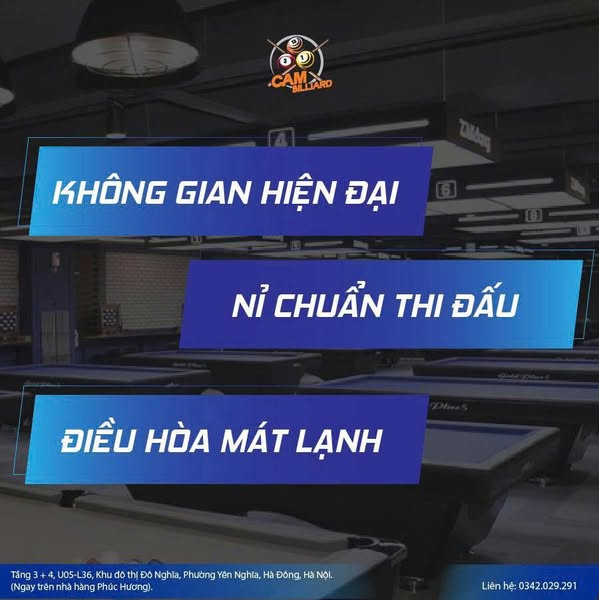 CAM
BILLIARD
KHÔNG GIAN HIỆN ĐẠI
NỈ CHUẨN THI ĐẤU
ĐIỀU HÒA MÁT LẠNH
Tầng 3 + 4, U05-L36, Khu đô thị Đô Nghĩa, Phường Yên Nghĩa, Hà Đông, Hà Nội.
(Ngay trên nhà hàng Phúc Hương).
Liên hệ: 0342.029.291